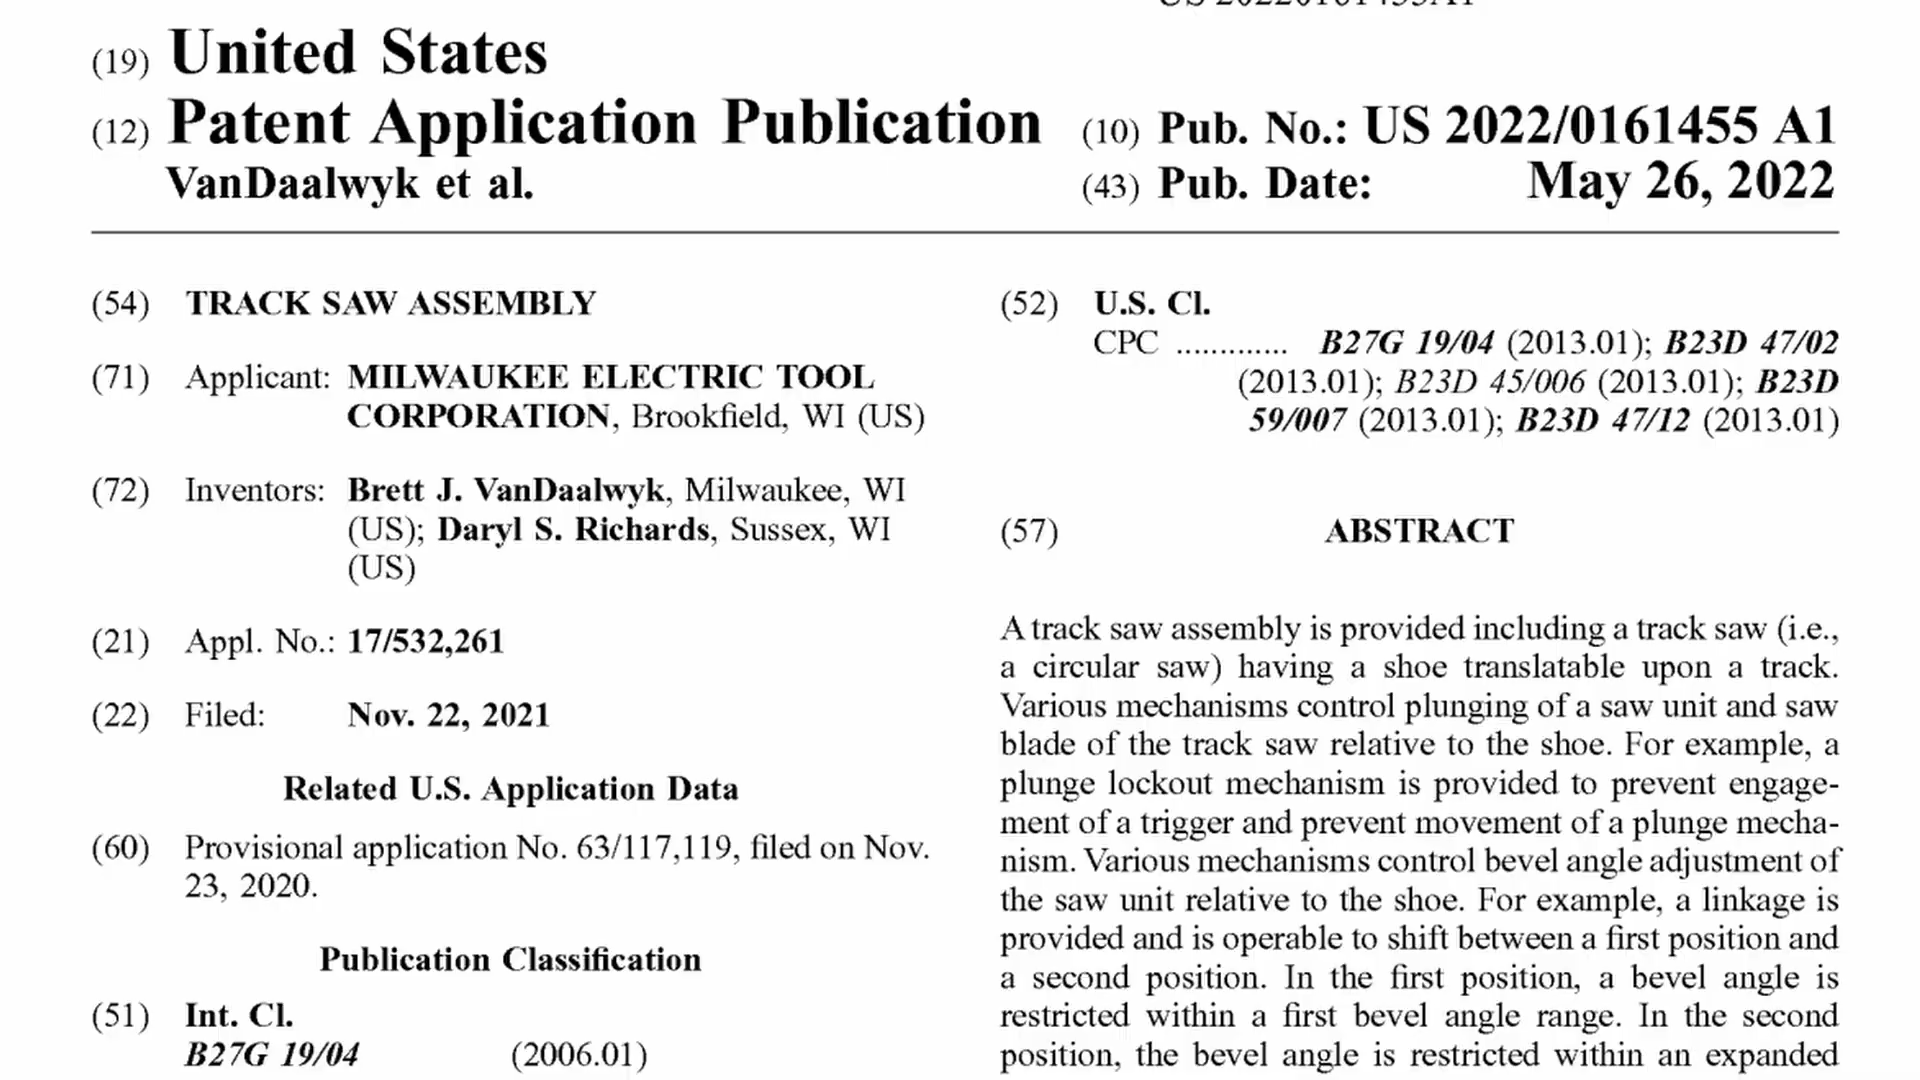 (19) United States
(12) Patent Application Publication
VanDaalwyk et al.
(10) Pub. No.: US 2022/0161455 A1
(43) Pub. Date: May 26, 2022
(54) TRACK SAW ASSEMBLY
(71) Applicant: MILWAUKEE ELECTRIC TOOL
CORPORATION, Brookfield, WI (US)
(72) Inventors: Brett J. VanDaalwyk, Milwaukee, WI
(US); Daryl S. Richards, Sussex, WI
(US)
(21) Appl. No.: 17/532,261
(22) Filed: Nov. 22, 2021
Related U.S. Application Data
(60) Provisional application No. 63/117,119, filed on Nov.
23, 2020.
Publication Classification
(51) Int. Cl.
B27G 19/04 (2006.01)
(52) U.S. Cl.
CPC ............. B27G 19/04 (2013.01); B23D 47/02
(2013.01); B23D 45/006 (2013.01); B23D
59/007 (2013.01); B23D 47/12 (2013.01)
(57) ABSTRACT
A track saw assembly is provided including a track saw (i.e.,
a circular saw) having a shoe translatable upon a track.
Various mechanisms control plunging of a saw unit and saw
blade of the track saw relative to the shoe. For example, a
plunge lockout mechanism is provided to prevent engage-
ment of a trigger and prevent movement of a plunge mecha-
nism. Various mechanisms control bevel angle adjustment of
the saw unit relative to the shoe. For example, a linkage is
provided and is operable to shift between a first position and
a second position. In the first position, a bevel angle is
restricted within a first bevel angle range. In the second
position, the bevel angle is restricted within an expanded